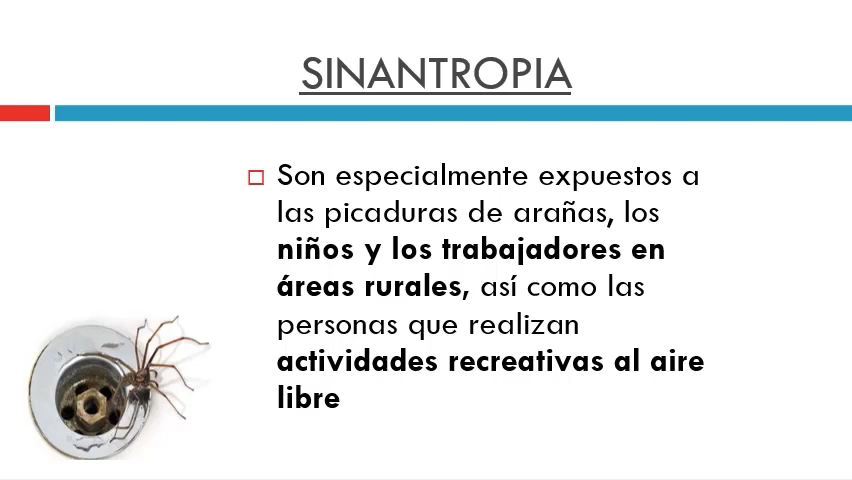 SINANTROPIA
Son especialmente expuestos a
las picaduras de arañas, los
niños y los trabajadores en
áreas rurales, así como las
personas que realizan
actividades recreativas al aire
libre